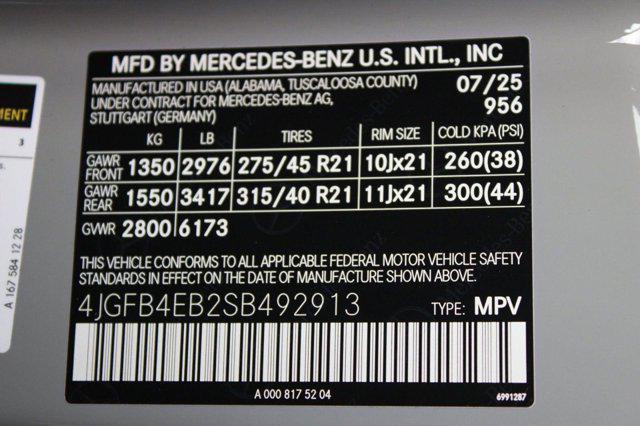 MFD BY MERCEDES-BENZ U.S. INTL., INC
MANUFACTURED IN USA (ALABAMA, TUSCALOOSA COUNTY) 07/25
UNDER CONTRACT FOR MERCEDES-BENZ AG, 956
STUTTGART (GERMANY)
KG LB TIRES RIM SIZE COLD KPA (PSI)
GAWR FRONT 1350 2976 275/45 R21 10Jx21 260(38)
GAWR REAR 1550 3417 315/40 R21 11Jx21 300(44)
GVWR 2800 6173
THIS VEHICLE CONFORMS TO ALL APPLICABLE FEDERAL MOTOR VEHICLE SAFETY
STANDARDS IN EFFECT ON THE DATE OF MANUFACTURE SHOWN ABOVE.
4JGFB4EB2SB492913 TYPE: MPV
A 000 817 52 04 6991287
MENT
3
A 167 584 12 28